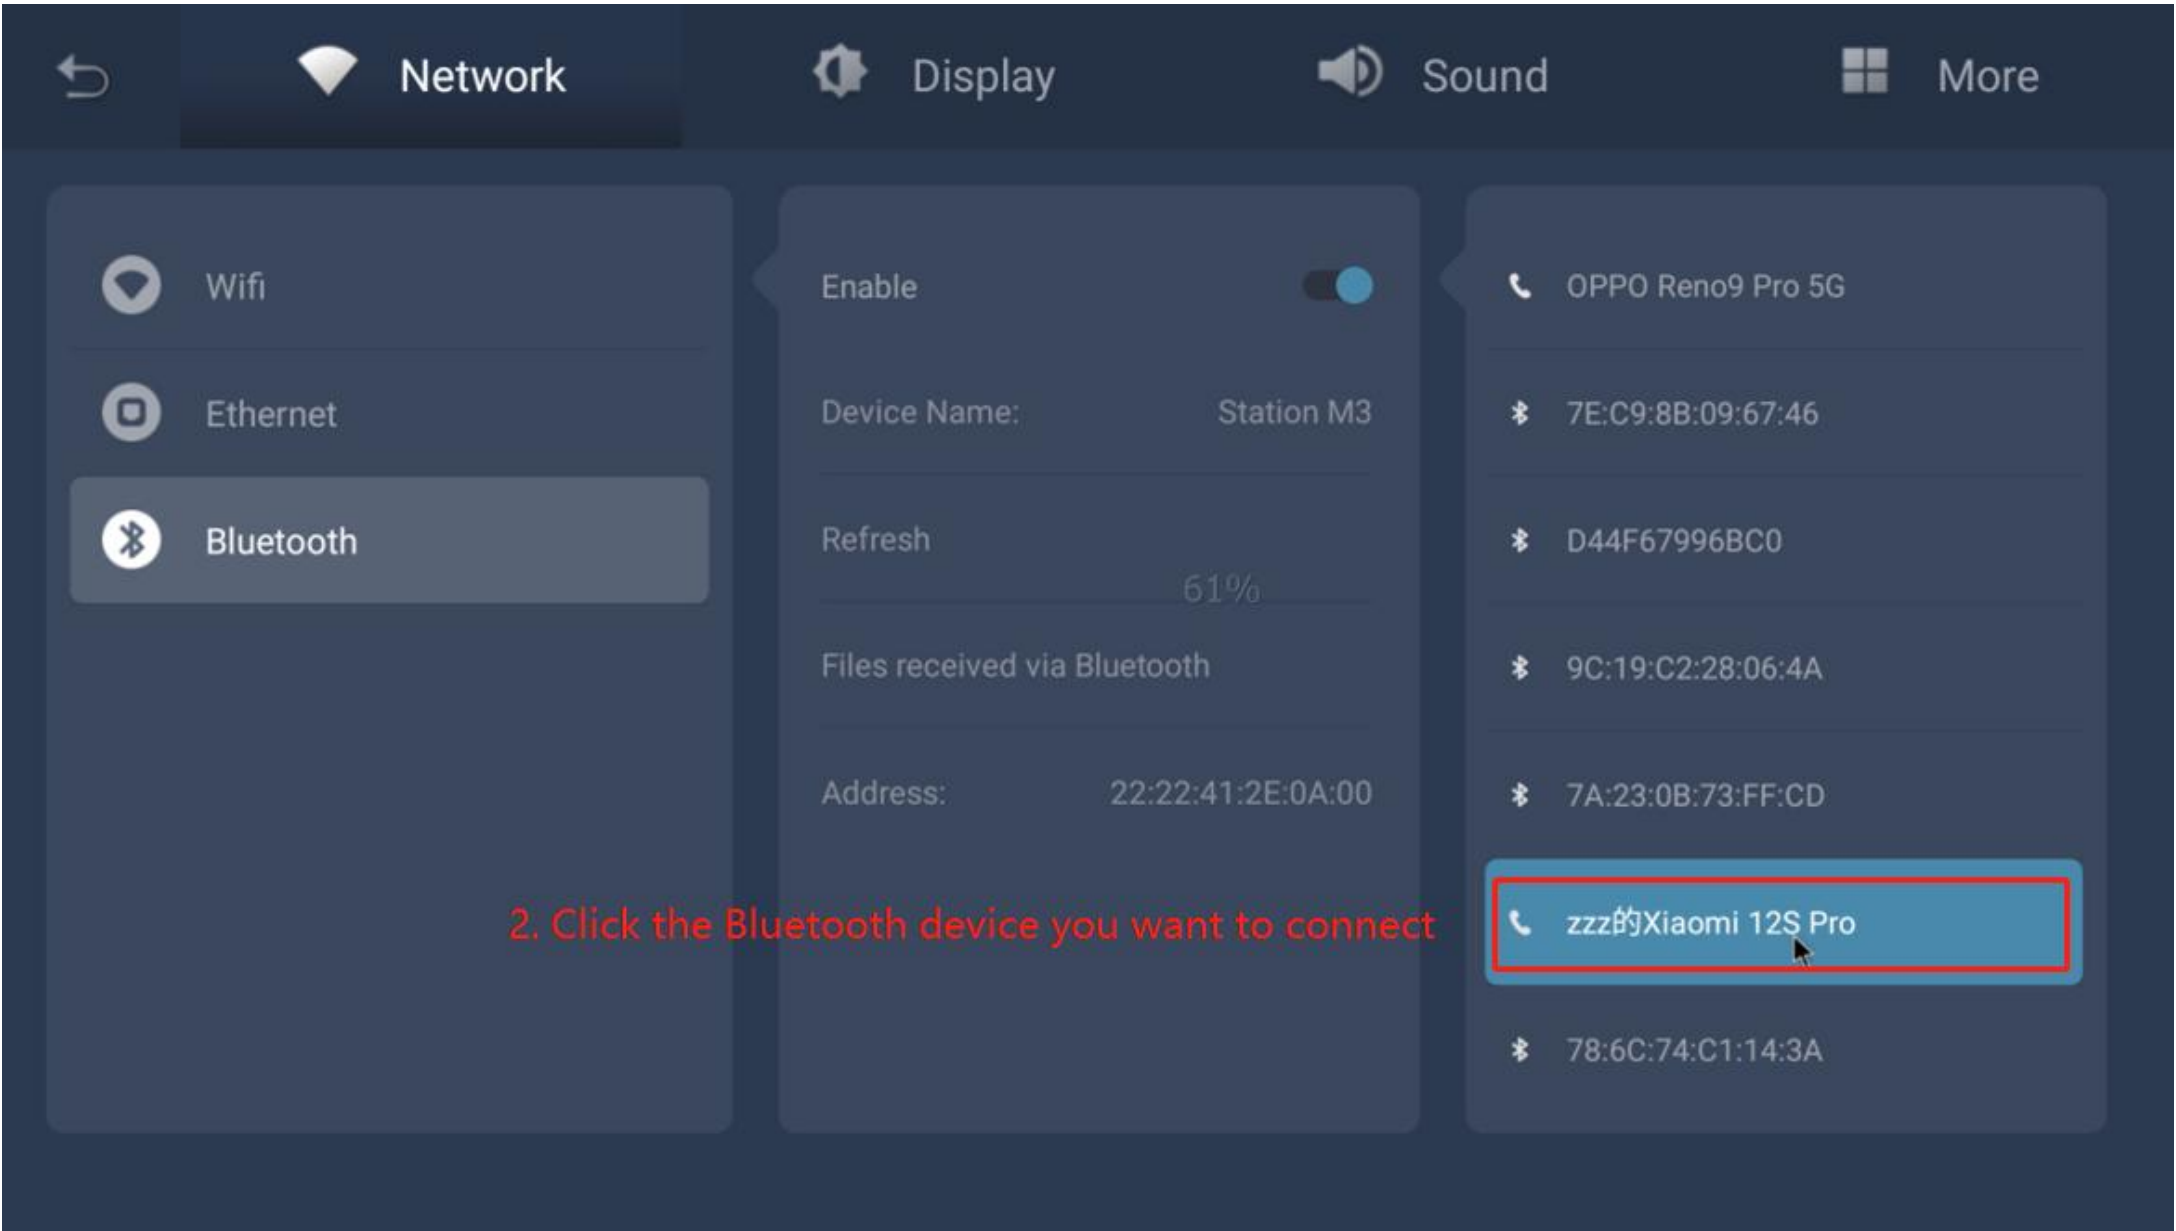 Network
Display
Sound
More
Wifi
Ethernet
Bluetooth
Enable
Device Name: Station M3
Refresh
61%
Files received via Bluetooth
Address: 22:22:41:2E:0A:00
2. Click the Bluetooth device you want to connect
OPPO Reno9 Pro 5G
7E:C9:8B:09:67:46
D44F67996BC0
9C:19:C2:28:06:4A
7A:23:0B:73:FF:CD
zzz的Xiaomi 12S Pro
78:6C:74:C1:14:3A